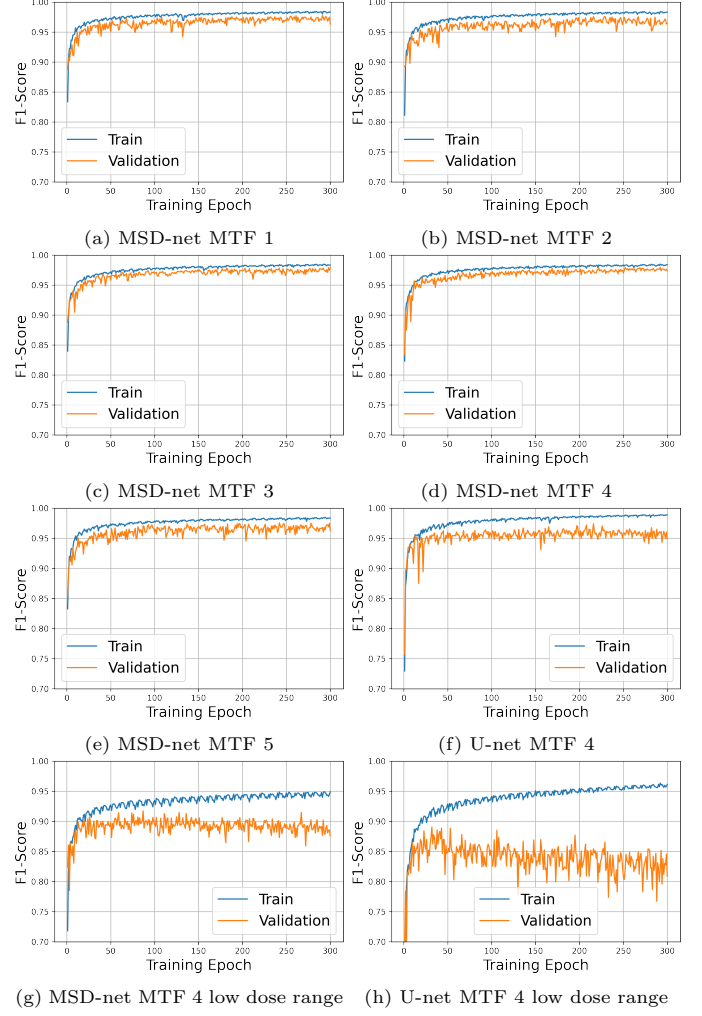 1.00
0.95
0.90
0.85
0.80
0.75
0.70
F1-Score
Train
Validation
0 50 100 150 200 250 300
Training Epoch
(a) MSD-net MTF 1
1.00
0.95
0.90
0.85
0.80
0.75
0.70
F1-Score
Train
Validation
0 50 100 150 200 250 300
Training Epoch
(b) MSD-net MTF 2
1.00
0.95
0.90
0.85
0.80
0.75
0.70
F1-Score
Train
Validation
0 50 100 150 200 250 300
Training Epoch
(c) MSD-net MTF 3
1.00
0.95
0.90
0.85
0.80
0.75
0.70
F1-Score
Train
Validation
0 50 100 150 200 250 300
Training Epoch
(d) MSD-net MTF 4
1.00
0.95
0.90
0.85
0.80
0.75
0.70
F1-Score
Train
Validation
0 50 100 150 200 250 300
Training Epoch
(e) MSD-net MTF 5
1.00
0.95
0.90
0.85
0.80
0.75
0.70
F1-Score
Train
Validation
0 50 100 150 200 250 300
Training Epoch
(f) U-net MTF 4
1.00
0.95
0.90
0.85
0.80
0.75
0.70
F1-Score
Train
Validation
0 50 100 150 200 250 300
Training Epoch
(g) MSD-net MTF 4 low dose range
1.00
0.95
0.90
0.85
0.80
0.75
0.70
F1-Score
Train
Validation
0 50 100 150 200 250 300
Training Epoch
(h) U-net MTF 4 low dose range